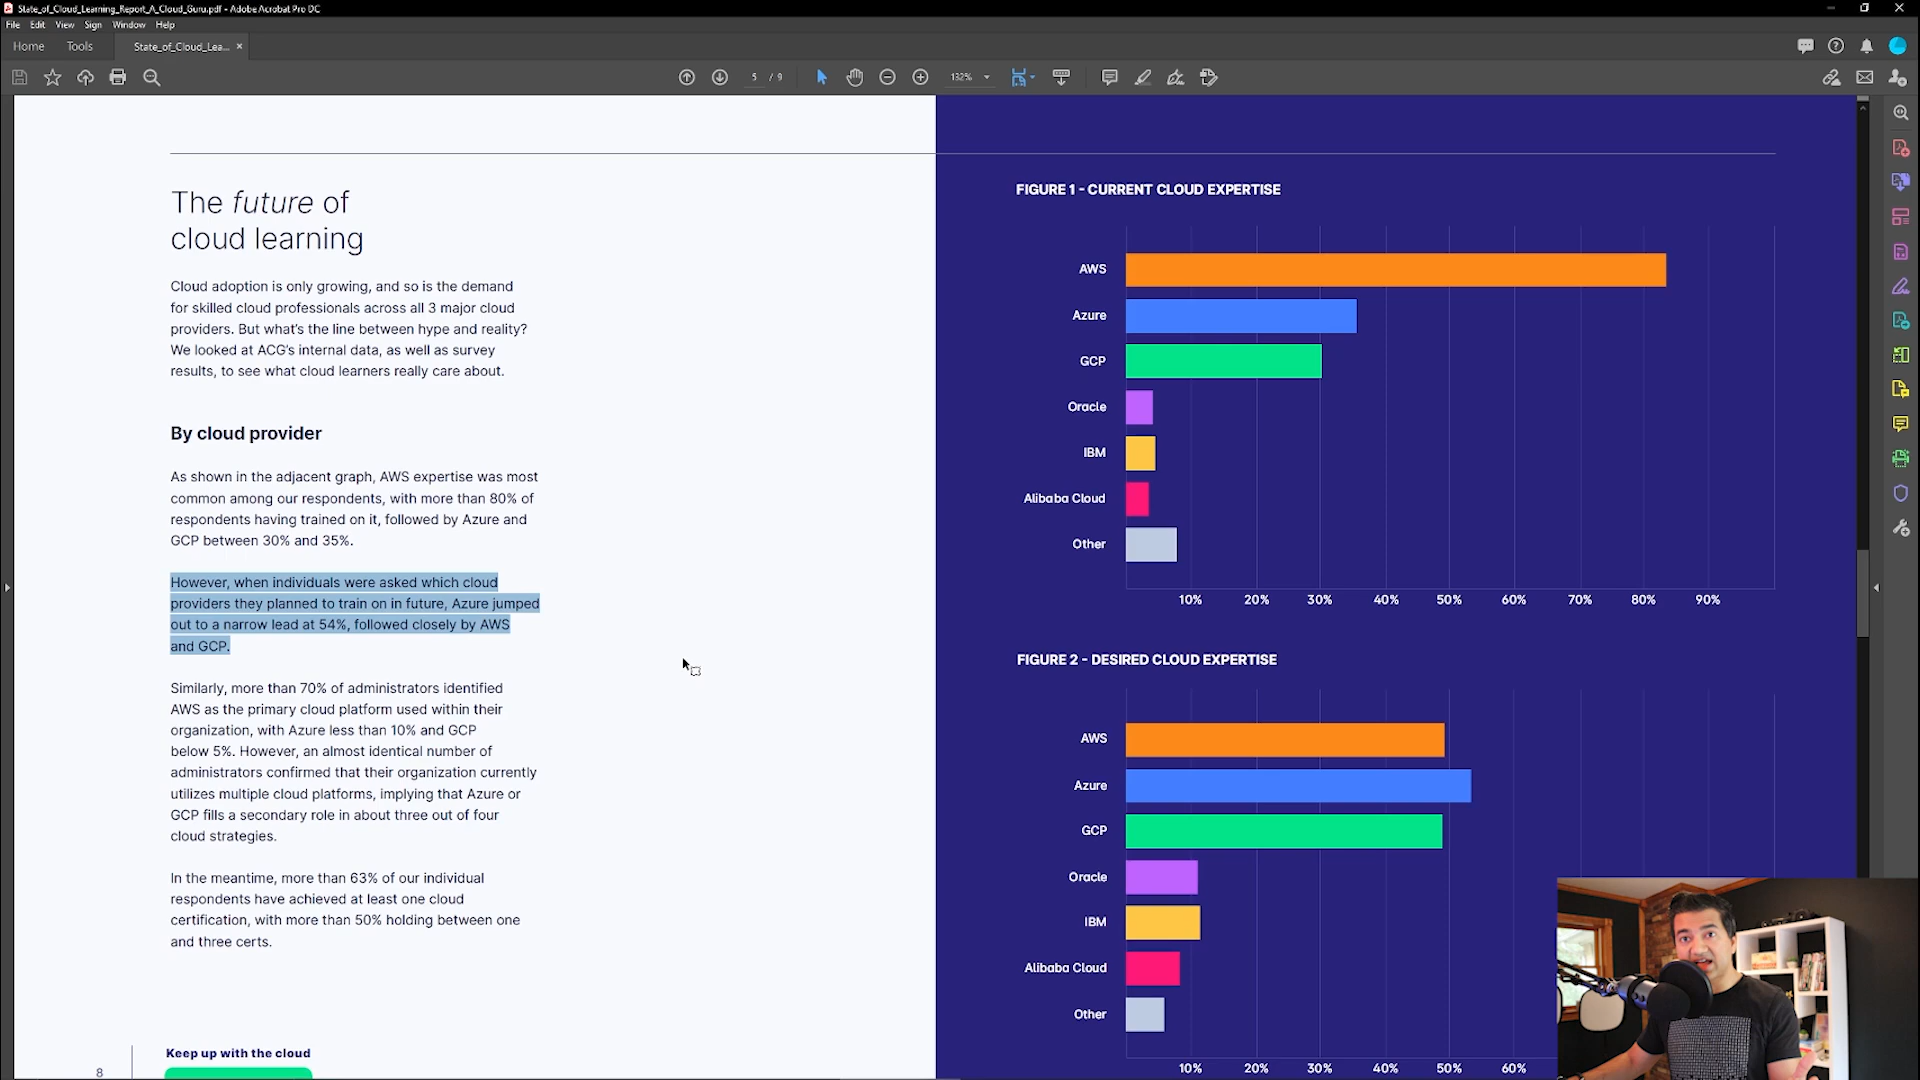 State_of_Cloud_Learning_Report_A_Cloud_Guru.pdf - Adobe Acrobat Pro DC
File Edit View Sign Window Help
Home Tools State_of_Cloud_Lea... ×
5 / 9 132%
The future of
cloud learning
Cloud adoption is only growing, and so is the demand
for skilled cloud professionals across all 3 major cloud
providers. But what's the line between hype and reality?
We looked at ACG's internal data, as well as survey
results, to see what cloud learners really care about.
By cloud provider
As shown in the adjacent graph, AWS expertise was most
common among our respondents, with more than 80% of
respondents having trained on it, followed by Azure and
GCP between 30% and 35%.
However, when individuals were asked which cloud
providers they planned to train on in future, Azure jumped
out to a narrow lead at 54%, followed closely by AWS
and GCP.
Similarly, more than 70% of administrators identified
AWS as the primary cloud platform used within their
organization, with Azure less than 10% and GCP
below 5%. However, an almost identical number of
administrators confirmed that their organization currently
utilizes multiple cloud platforms, implying that Azure or
GCP fills a secondary role in about three out of four
cloud strategies.
In the meantime, more than 63% of our individual
respondents have achieved at least one cloud
certification, with more than 50% holding between one
and three certs.
8
Keep up with the cloud
FIGURE 1 - CURRENT CLOUD EXPERTISE
AWS
Azure
GCP
Oracle
IBM
Alibaba Cloud
Other
10% 20% 30% 40% 50% 60% 70% 80% 90%
FIGURE 2 - DESIRED CLOUD EXPERTISE
AWS
Azure
GCP
Oracle
IBM
Alibaba Cloud
Other
10% 20% 30% 40% 50% 60%